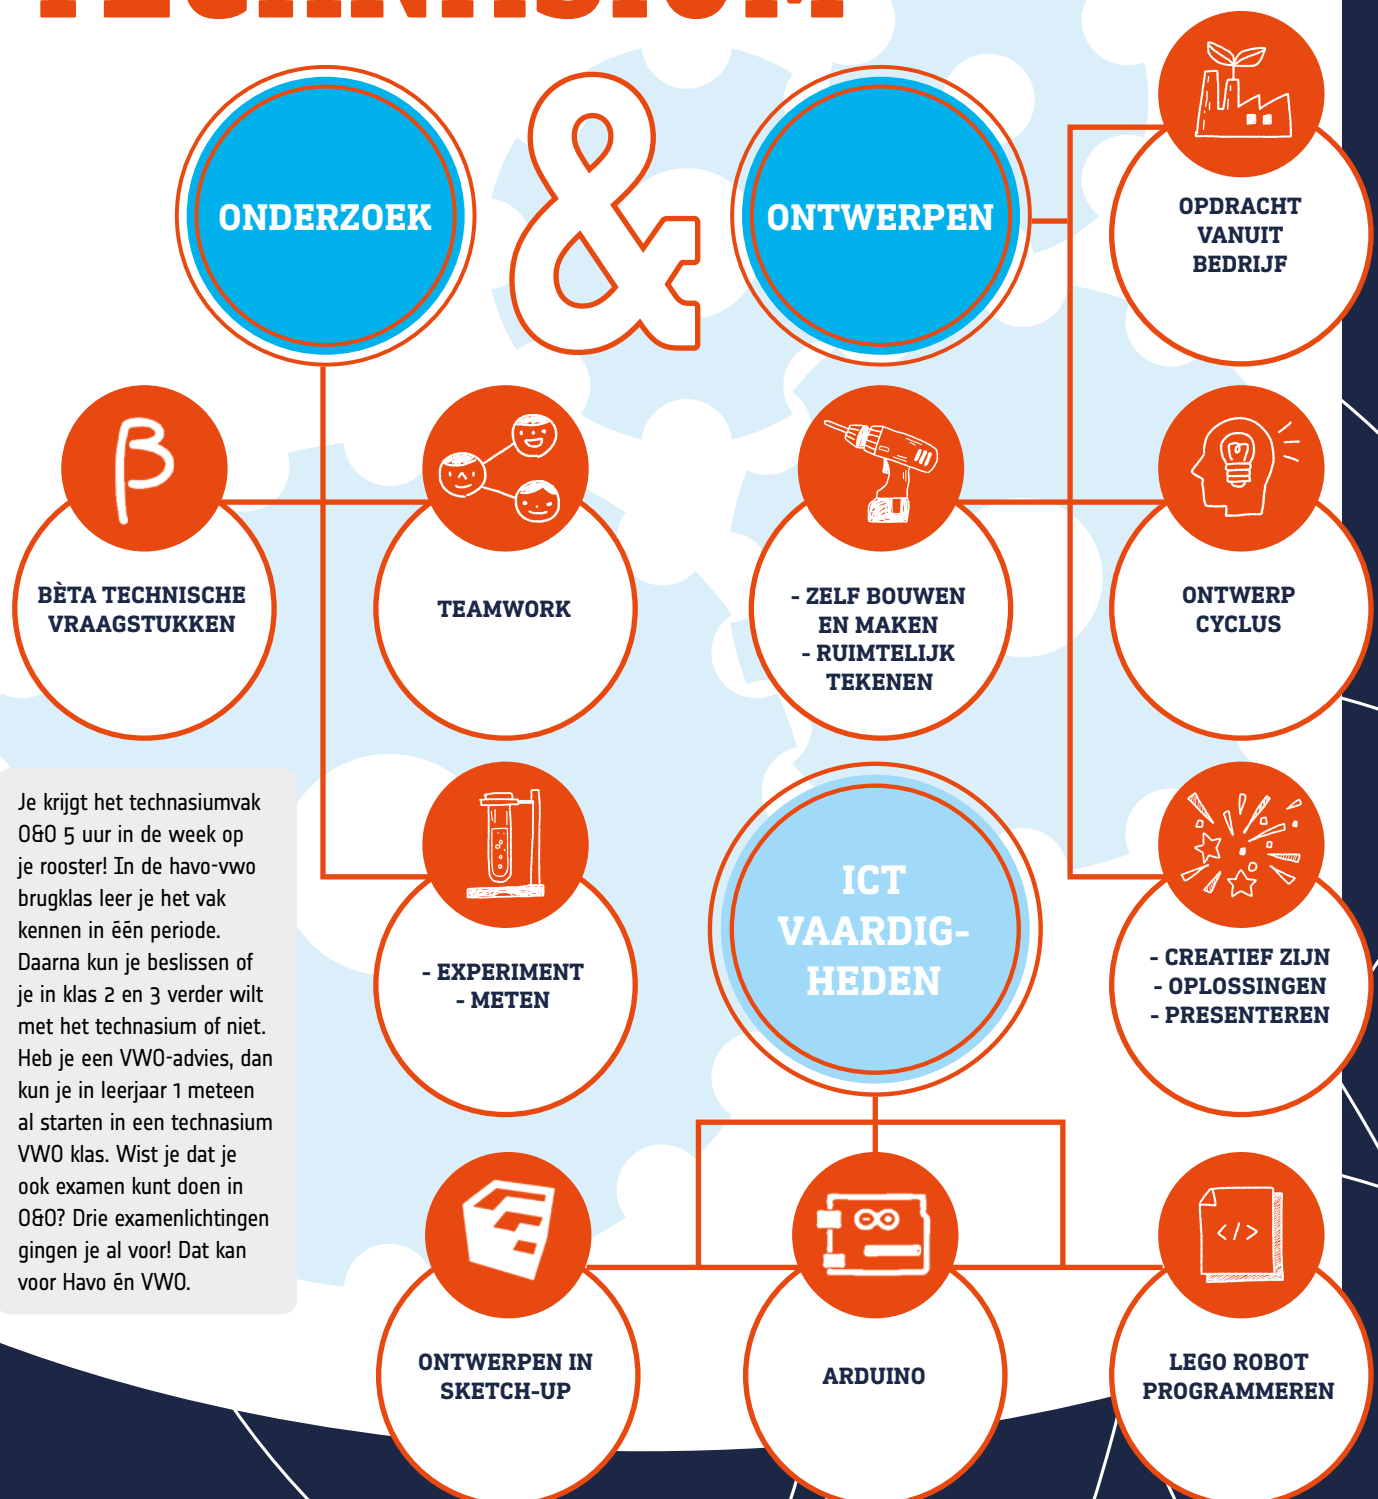 TECHNASIUM
ONDERZOEK
&
ONTWERPEN
OPDRACHT
VANUIT
BEDRIJF
β
BÈTA TECHNISCHE
VRAAGSTUKKEN
TEAMWORK
- ZELF BOUWEN
EN MAKEN
- RUIMTELIJK
TEKENEN
ONTWERP
CYCLUS
Je krijgt het technasiumvak
O&O 5 uur in de week op
je rooster! In de havo-vwo
brugklas leer je het vak
kennen in één periode.
Daarna kun je beslissen of
je in klas 2 en 3 verder wilt
met het technasium of niet.
Heb je een VWO-advies, dan
kun je in leerjaar 1 meteen
al starten in een technasium
VWO klas. Wist je dat je
ook examen kunt doen in
O&O? Drie examenlichtingen
gingen je al voor! Dat kan
voor Havo én VWO.
- EXPERIMENT
- METEN
ICT
VAARDIG-
HEDEN
- CREATIEF ZIJN
- OPLOSSINGEN
- PRESENTEREN
</>
ONTWERPEN IN
SKETCH-UP
ARDUINO
LEGO ROBOT
PROGRAMMEREN